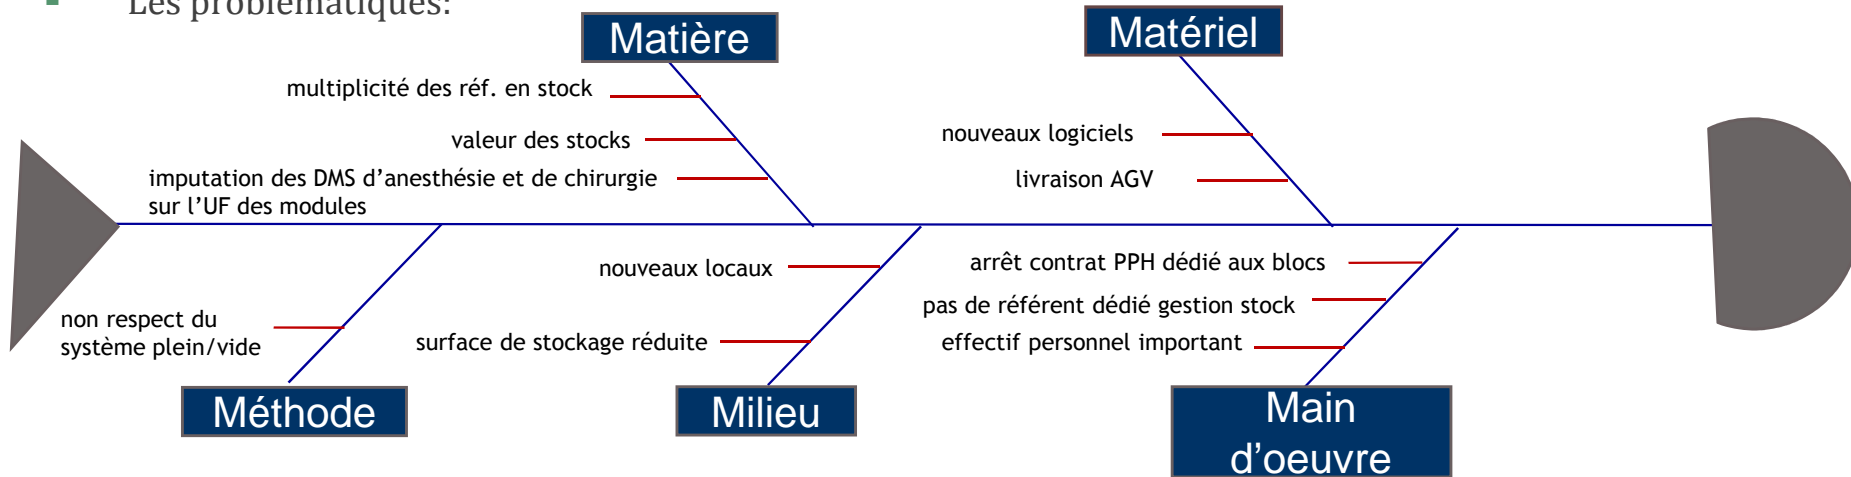 Les problématiques:
Matière
Matériel
multiplicité des réf. en stock
valeur des stocks
imputation des DMS d’anesthésie et de chirurgie
sur l’UF des modules
nouveaux logiciels
livraison AGV
non respect du
système plein/vide
nouveaux locaux
surface de stockage réduite
arrêt contrat PPH dédié aux blocs
pas de référent dédié gestion stock
effectif personnel important
Méthode
Milieu
Main
d’oeuvre